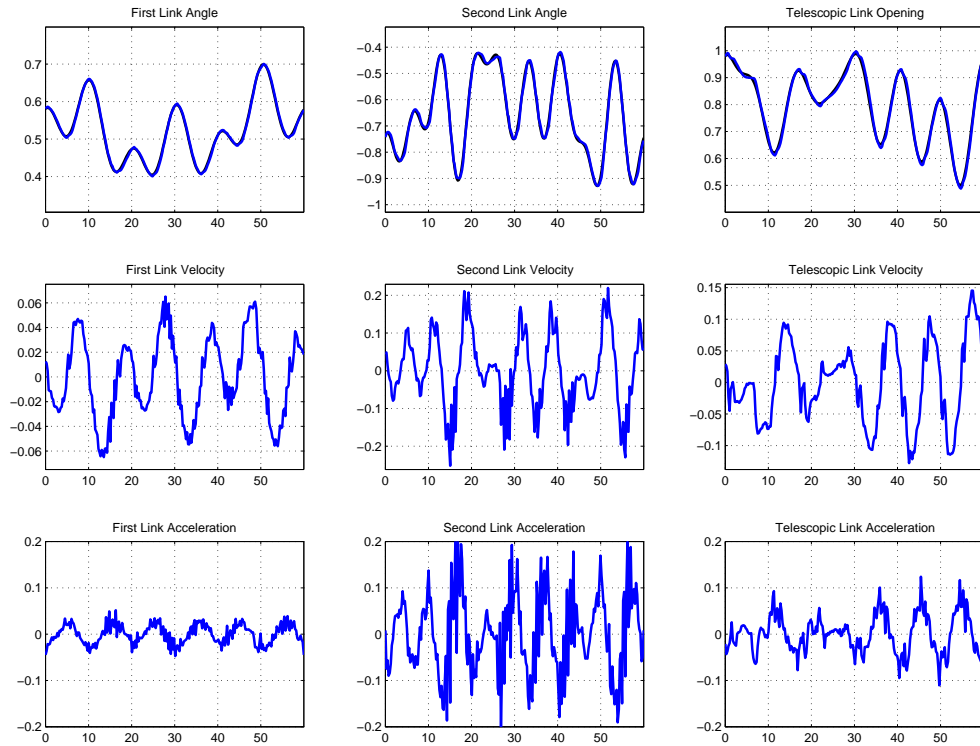 First Link Angle
0.7
0.6
0.5
0.4
0 10 20 30 40 50
Second Link Angle
−0.4
−0.5
−0.6
−0.7
−0.8
−0.9
−1
0 10 20 30 40 50
Telescopic Link Opening
1
0.9
0.8
0.7
0.6
0.5
0 10 20 30 40 50
First Link Velocity
0.06
0.04
0.02
0
−0.02
−0.04
−0.06
0 10 20 30 40 50
Second Link Velocity
0.2
0.1
0
−0.1
−0.2
0 10 20 30 40 50
Telescopic Link Velocity
0.15
0.1
0.05
0
−0.05
−0.1
0 10 20 30 40 50
First Link Acceleration
0.2
0.1
0
−0.1
−0.2
0 10 20 30 40 50
Second Link Acceleration
0.2
0.1
0
−0.1
−0.2
0 10 20 30 40 50
Telescopic Link Acceleration
0.2
0.1
0
−0.1
−0.2
0 10 20 30 40 50